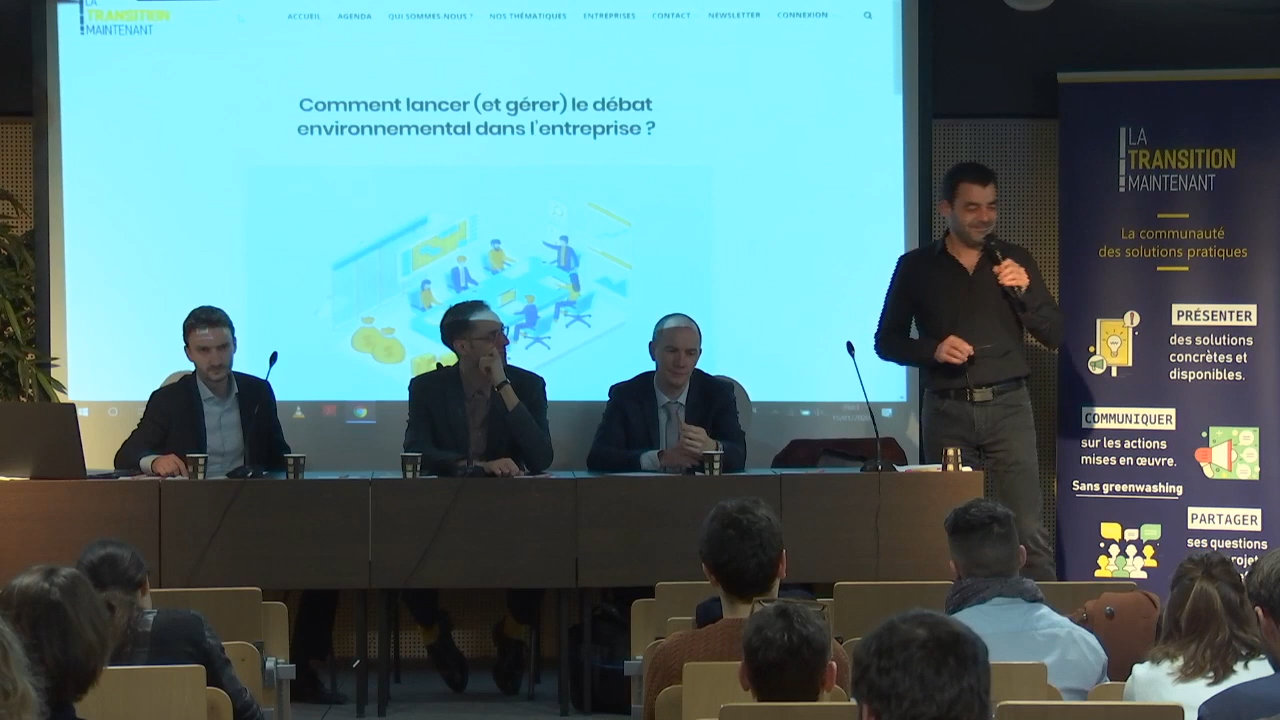 LA
TRANSITION
MAINTENANT
ACCUEIL AGENDA QUI SOMMES-NOUS ? NOS THÉMATIQUES ENTREPRISES CONTACT NEWSLETTER CONNEXION
Comment lancer (et gérer) le débat
environnemental dans l'entreprise ?
LA
TRANSITION
MAINTENANT
La communauté
des solutions pratiques
PRÉSENTER
des solutions
concrètes et
disponibles.
COMMUNIQUER
sur les actions
mises en œuvre.
Sans greenwashing
PARTAGER
ses questions